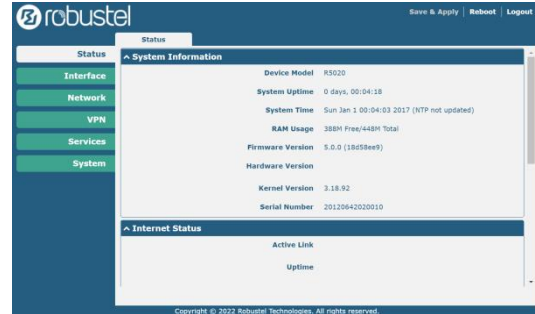 robustel
Save & Apply | Reboot | Logout
Status
Status
Interface
Network
VPN
Services
System
^ System Information
Device Model R5020
System Uptime 0 days, 00:04:18
System Time Sun Jan 1 00:04:03 2017 (NTP not updated)
RAM Usage 388M Free/448M Total
Firmware Version 5.0.0 (18d58ee9)
Hardware Version
Kernel Version 3.18.92
Serial Number 20120642020010
^ Internet Status
Active Link
Uptime
Copyright © 2022 Robustel Technologies. All rights reserved.